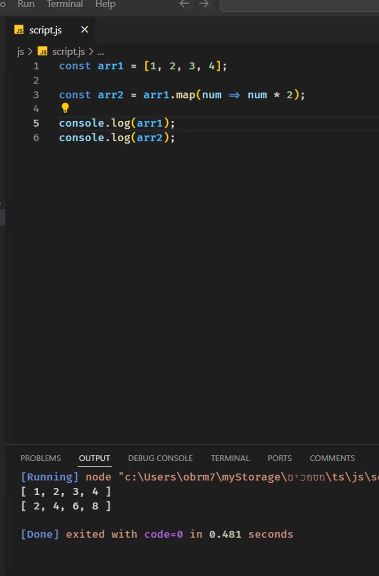 Run Terminal Help
JS script.js
js > JS script.js > ...
1 const arr1 = [1, 2, 3, 4];
2
3 const arr2 = arr1.map(num => num * 2);
4
5 console.log(arr1);
6 console.log(arr2);
PROBLEMS OUTPUT DEBUG CONSOLE TERMINAL PORTS COMMENTS
[Running] node "c:\Users\obrm7\myStorage\מסמכים\ts\js\sc
[ 1, 2, 3, 4 ]
[ 2, 4, 6, 8 ]
[Done] exited with code=0 in 0.481 seconds